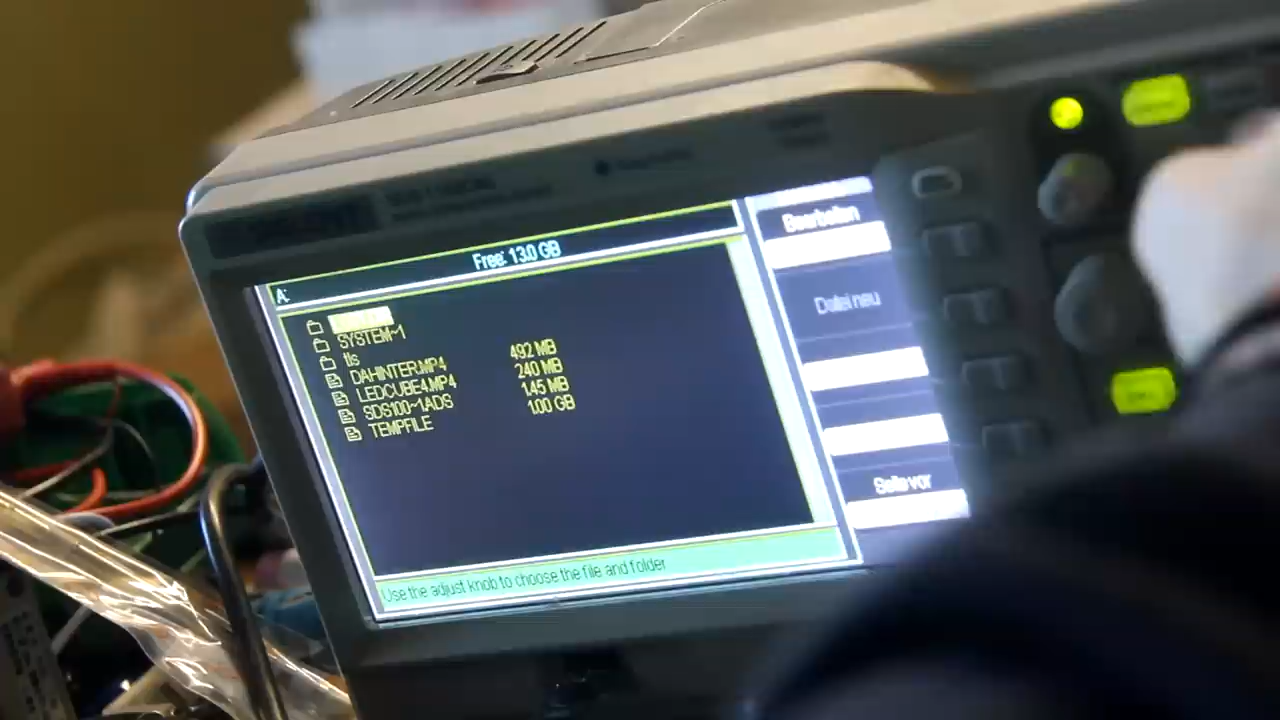 Free: 13.0 GB
A:
SYSTEM~1
tls
DAHINTER.MP4 492 MB
LEDCUBE4.MP4 240 MB
SDS100~1.ADS 1.45 MB
TEMPFILE 1.00 GB
Use the adjust knob to choose the file and folder
Bearbeiten
Datei neu
Seite vor